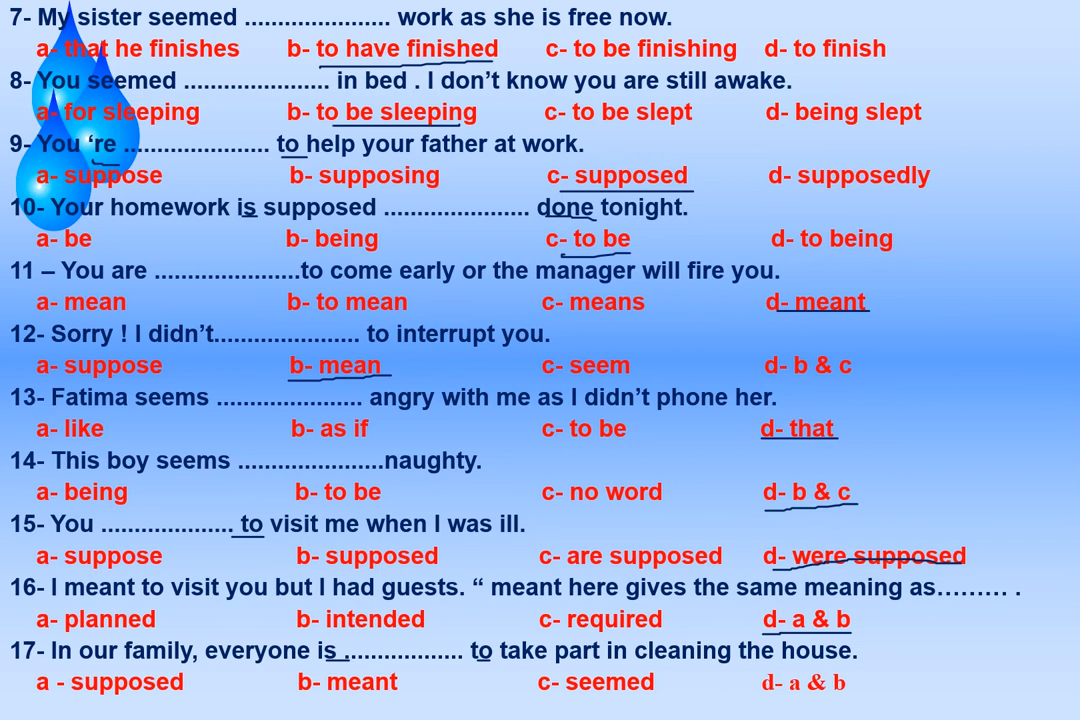 7- My sister seemed ...................... work as she is free now.
a- that he finishes b- to have finished c- to be finishing d- to finish
8- You seemed ...................... in bed . I don’t know you are still awake.
a- for sleeping b- to be sleeping c- to be slept d- being slept
9- You ‘re ...................... to help your father at work.
a- suppose b- supposing c- supposed d- supposedly
10- Your homework is supposed ...................... done tonight.
a- be b- being c- to be d- to being
11 – You are ......................to come early or the manager will fire you.
a- mean b- to mean c- means d- meant
12- Sorry ! I didn’t...................... to interrupt you.
a- suppose b- mean c- seem d- b & c
13- Fatima seems ...................... angry with me as I didn’t phone her.
a- like b- as if c- to be d- that
14- This boy seems ......................naughty.
a- being b- to be c- no word d- b & c
15- You .................... to visit me when I was ill.
a- suppose b- supposed c- are supposed d- were supposed
16- I meant to visit you but I had guests. “ meant here gives the same meaning as……... .
a- planned b- intended c- required d- a & b
17- In our family, everyone is .................. to take part in cleaning the house.
a - supposed b- meant c- seemed d- a & b